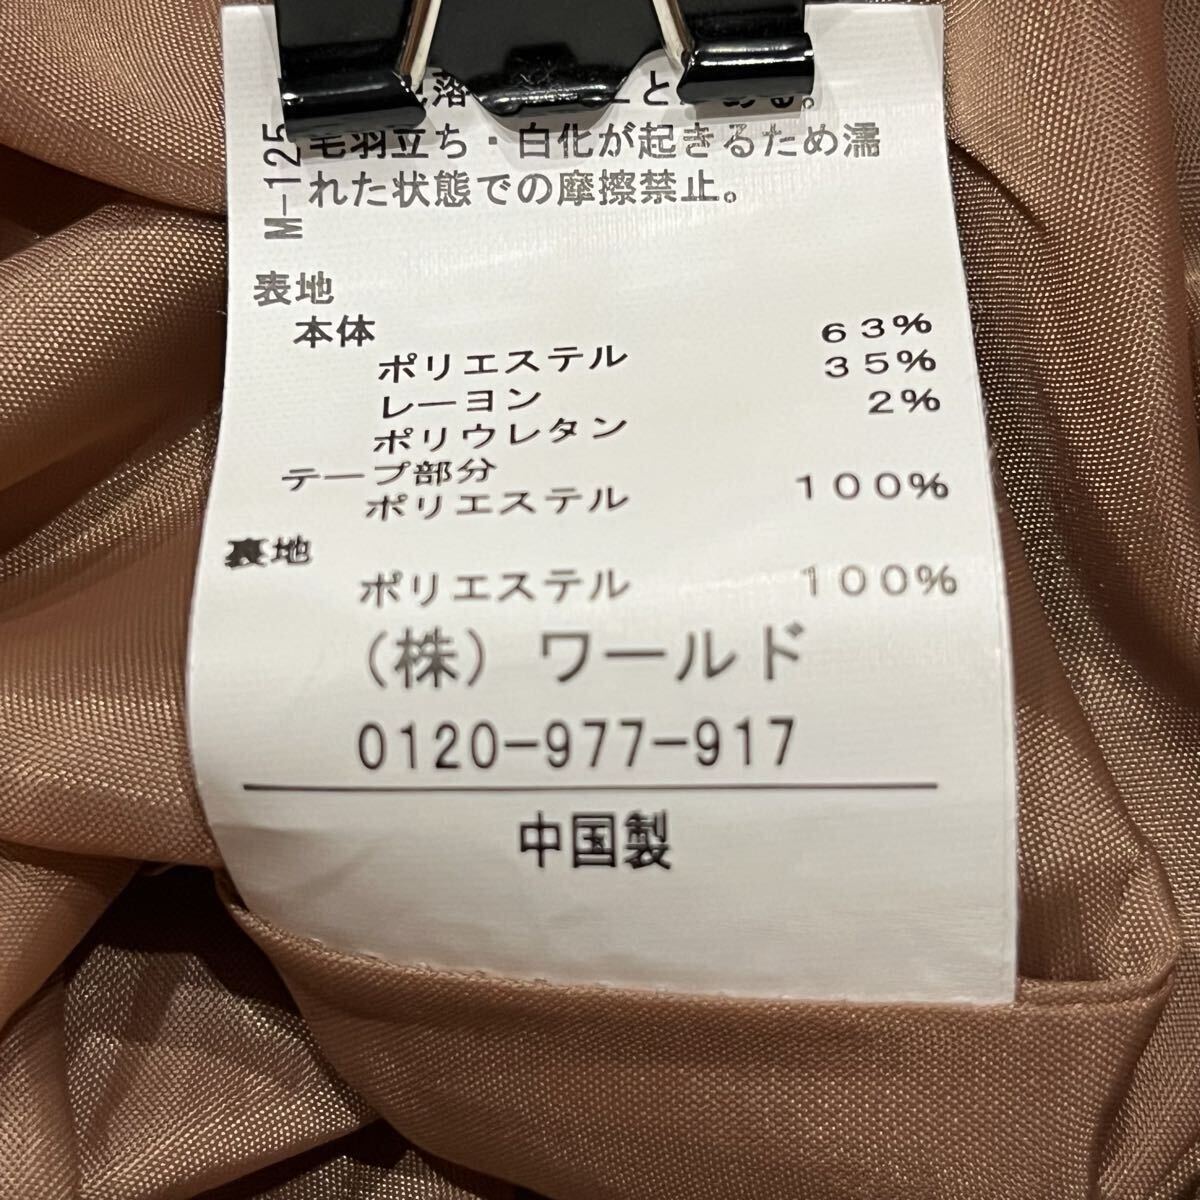 落
毛羽立ち・白化が起きるため濡
れた状態での摩擦禁止。
M-125
表地
本体
ポリエステル 63%
レーヨン 35%
ポリウレタン 2%
テープ部分
ポリエステル 100%
裏地
ポリエステル 100%
(株) ワールド
0120-977-917
中国製